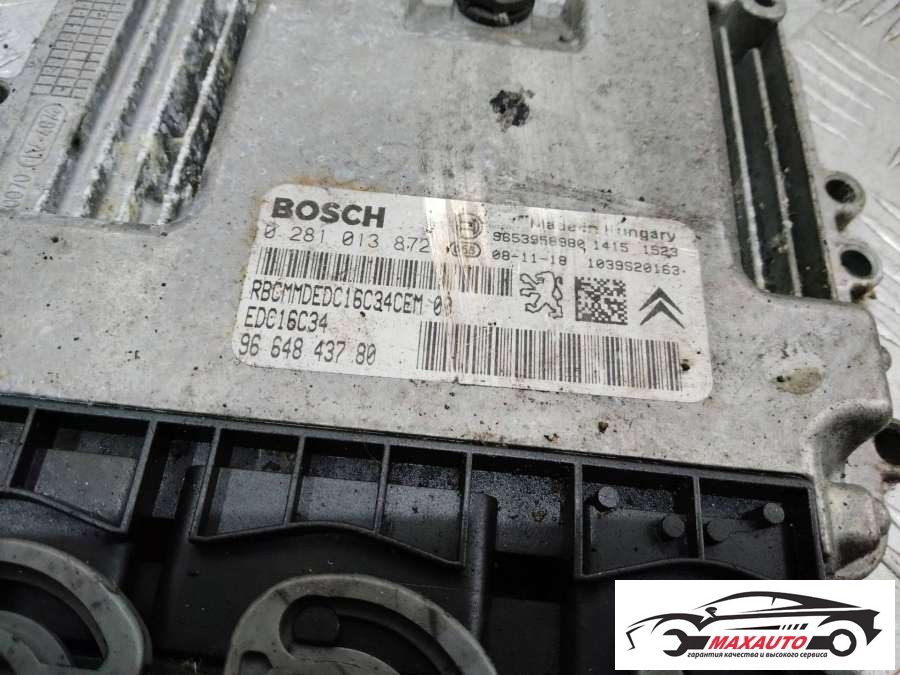 BOSCH
0 281 013 872
Made in Hungary
9653958980 1415 1523
08-11-18 1039S20163
RBCMMDEDC16C34CEM
EDC16C34
96 648 437 80
MAXAUTO
гарантия качества и высокого сервиса